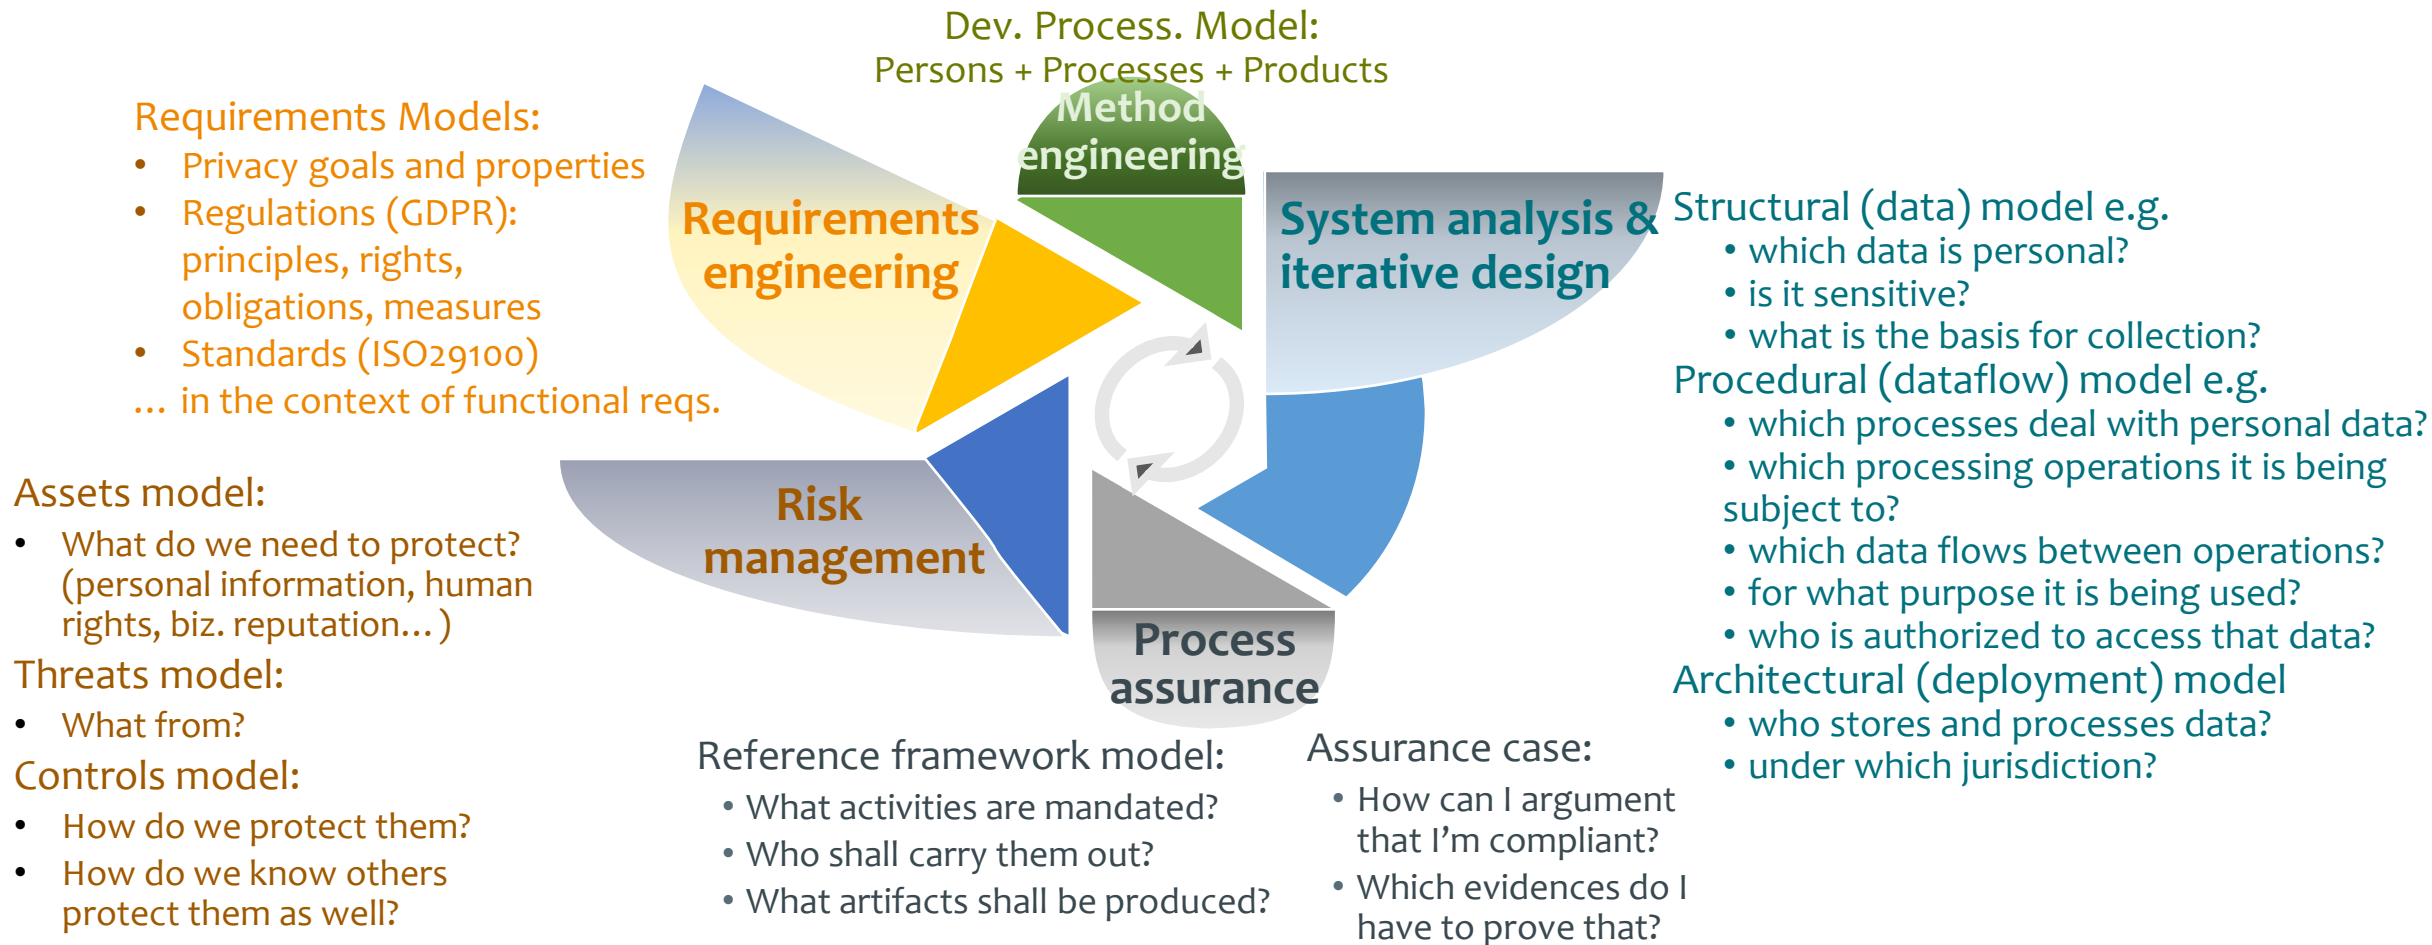 Dev. Process. Model:
Persons + Processes + Products
Method
engineering
Requirements Models:
• Privacy goals and properties
• Regulations (GDPR):
principles, rights,
obligations, measures
• Standards (ISO29100)
... in the context of functional reqs.
Requirements
engineering
System analysis &
iterative design
Structural (data) model e.g.
• which data is personal?
• is it sensitive?
• what is the basis for collection?
Procedural (dataflow) model e.g.
• which processes deal with personal data?
• which processing operations it is being
subject to?
• which data flows between operations?
• for what purpose it is being used?
• who is authorized to access that data?
Architectural (deployment) model
• who stores and processes data?
• under which jurisdiction?
Risk
management
Assets model:
• What do we need to protect?
(personal information, human
rights, biz. reputation…)
Threats model:
• What from?
Controls model:
• How do we protect them?
• How do we know others
protect them as well?
Process
assurance
Reference framework model:
• What activities are mandated?
• Who shall carry them out?
• What artifacts shall be produced?
Assurance case:
• How can I argument
that I’m compliant?
• Which evidences do I
have to prove that?